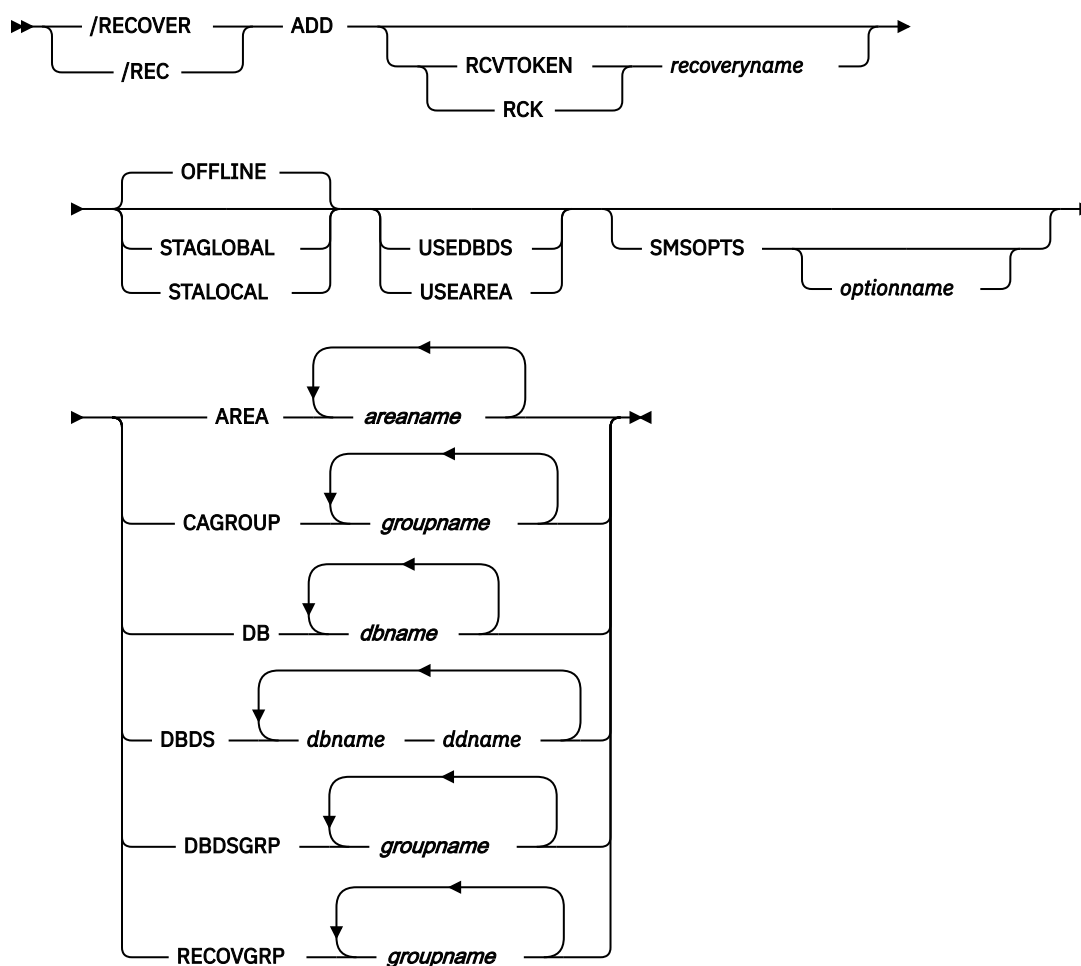 /RECOVER ADD
/REC
RCVTOKEN recoveryname
RCK
OFFLINE
STAGLOBAL USEDBDS SMSOPTS
STALOCAL USEAREA optionname
AREA areaname
CAGROUP groupname
DB dbname
DBDS dbname ddname
DBDSGRP groupname
RECOVGRP groupname